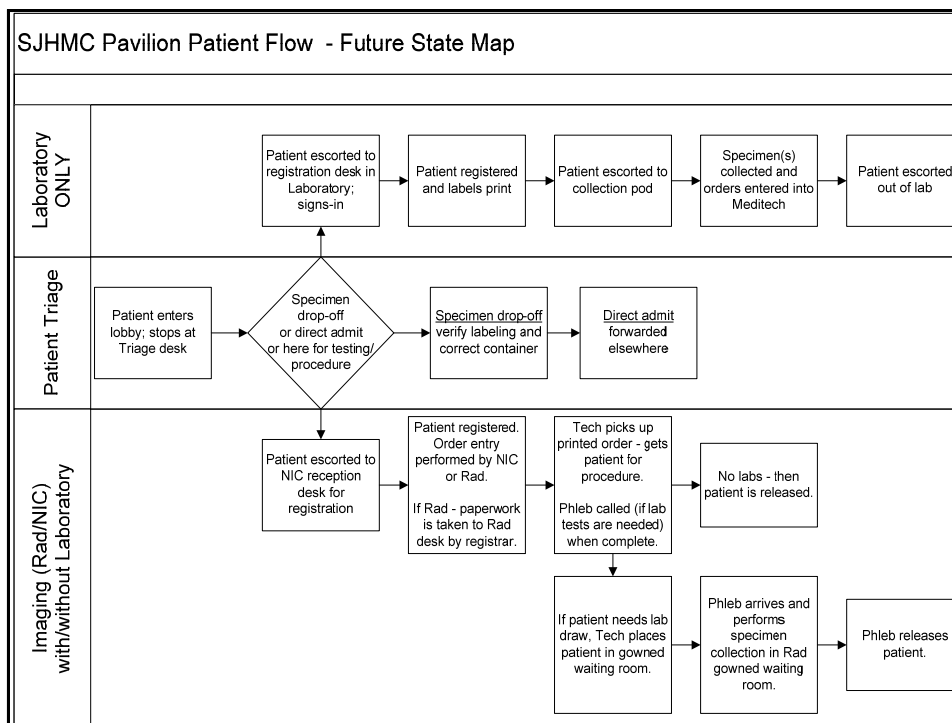 SJHMC Pavilion Patient Flow  - Future State Map
Laboratory
ONLY
Patient escorted to
registration desk in
Laboratory;
signs-in
Patient registered
and labels print
Patient escorted to
collection pod
Specimen(s)
collected and
orders entered into
Meditech
Patient escorted
out of lab
Patient Triage
Patient enters
lobby; stops at
Triage desk
Specimen
drop-off
or direct admit
or here for testing/
procedure
Specimen drop-off
verify labeling and
correct container
Direct admit
forwarded
elsewhere
Imaging (Rad/NIC)
with/without Laboratory
Patient escorted to
NIC reception
desk for
registration
Patient registered.
Order entry
performed by NIC
or Rad.
If Rad - paperwork
is taken to Rad
desk by registrar.
Tech picks up
printed order - gets
patient for
procedure.
Phleb called (if lab
tests are needed)
when complete.
No labs - then
patient is released.
If patient needs lab
draw, Tech places
patient in gowned
waiting room.
Phleb arrives and
performs
specimen
collection in Rad
gowned waiting
room.
Phleb releases
patient.